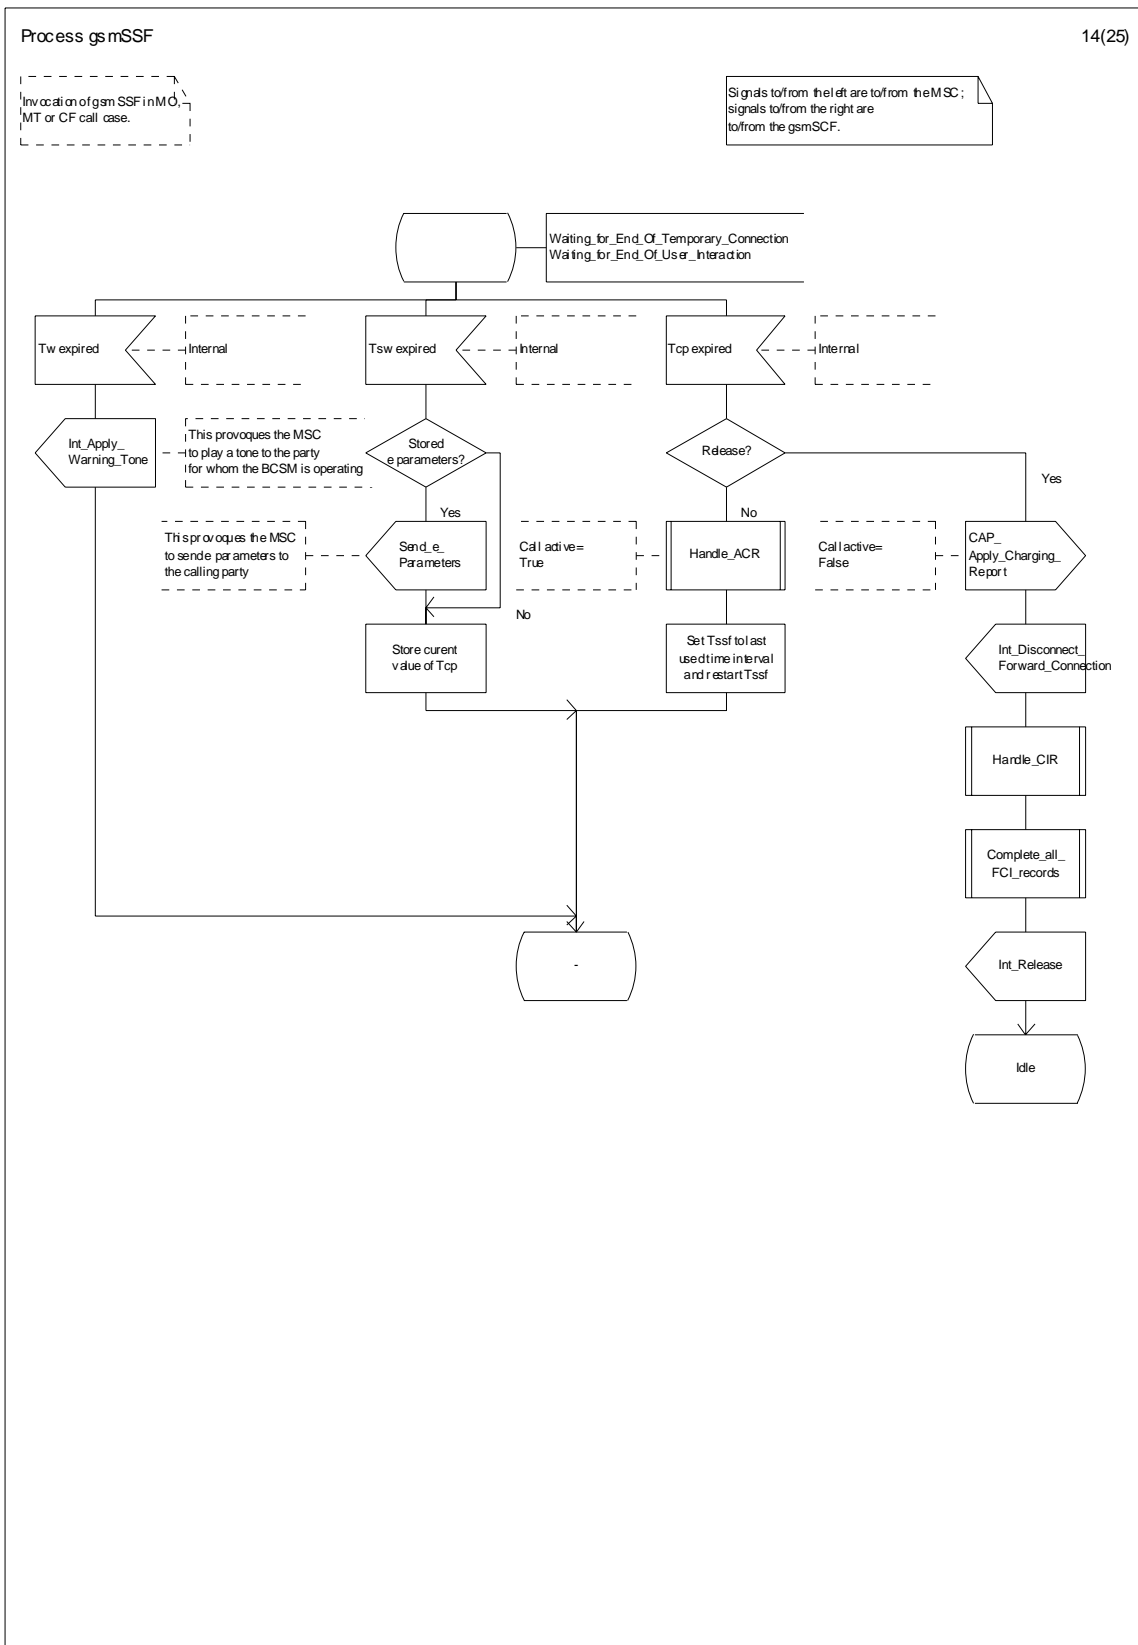 Process gsmSSF
14(25)
Invocation of gsmSSF in MO,
MT or CF call case.
Signals to/from the left are to/from the MSC;
signals to/from the right are
to/from the gsmSCF.
Waiting_for_End_Of_Temporary_Connection
Waiting_for_End_Of_User_Interaction
Tw expired
Internal
Tsw expired
Internal
Tcp expired
Internal
Int_Apply_
Warning_Tone
This provoques the MSC
to play a tone to the party
for whom the BCSM is operating
Stored
e parameters?
Release?
Yes
Yes
No
This provoques the MSC
to send e parameters to
the calling party
Send_e_
Parameters
Call active=
True
Handle_ACR
Call active=
False
CAP_
Apply_Charging_
Report
No
Store curent
value of Tcp
Set Tssf to last
used time interval
and restart Tssf
Int_Disconnect_
Forward_Connection
Handle_CIR
Complete_all_
FCI_records
-
Int_Release
Idle